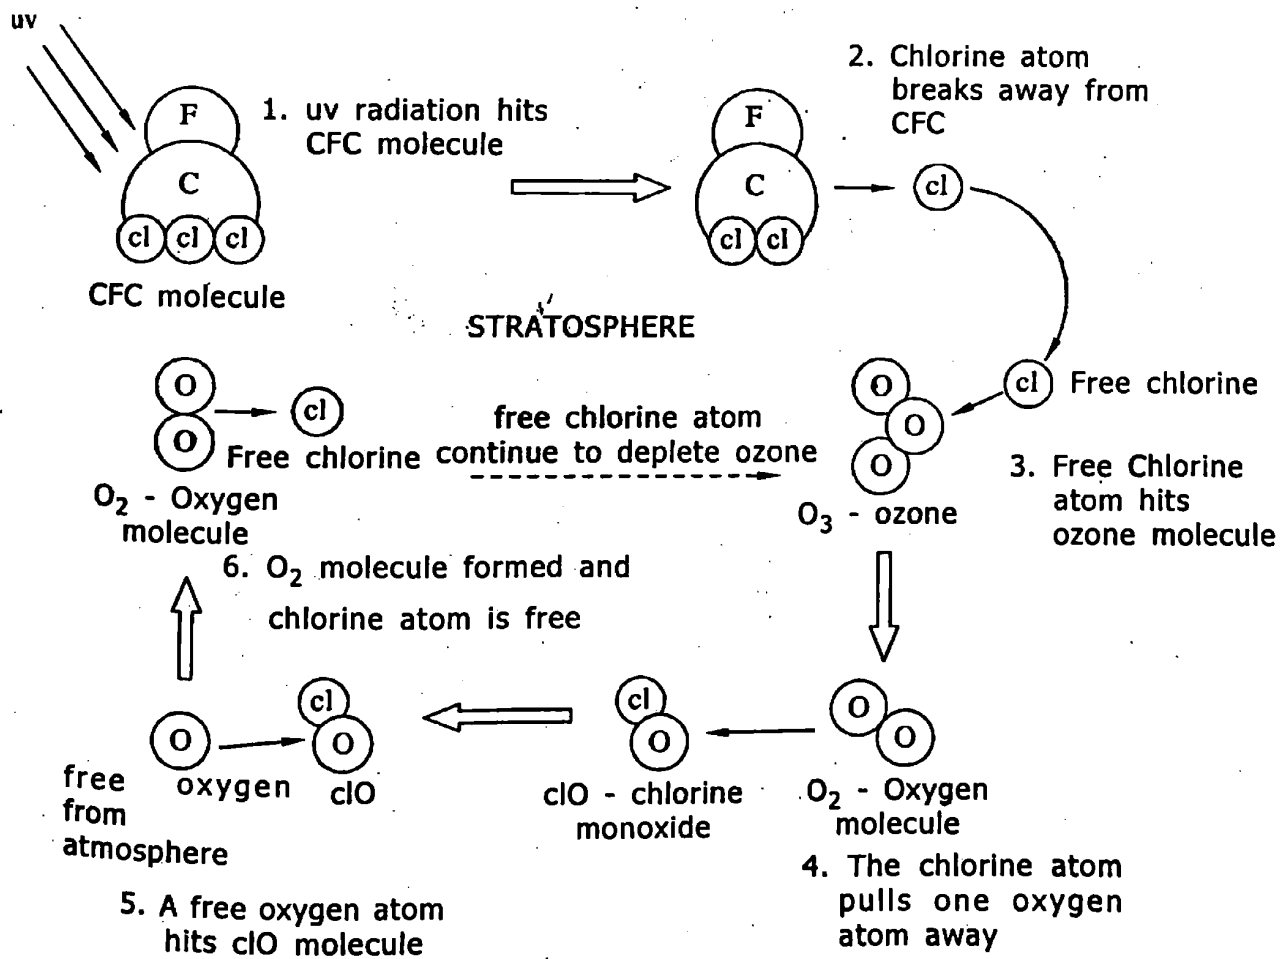 uv
F
C
cl cl cl
CFC molecule
1. uv radiation hits
CFC molecule
F
C
cl cl
2. Chlorine atom
breaks away from
CFC
cl
STRATOSPHERE
cl Free chlorine
O
O
O
O3 - ozone
3. Free Chlorine
atom hits
ozone molecule
free chlorine atom
continue to deplete ozone
O
O
cl
Free chlorine
O2 - Oxygen
molecule
6. O2 molecule formed and
chlorine atom is free
O
O
O2 - Oxygen
molecule
4. The chlorine atom
pulls one oxygen
atom away
cl
O
clO - chlorine
monoxide
cl
O
clO
O
free oxygen
from
atmosphere
5. A free oxygen atom
hits clO molecule